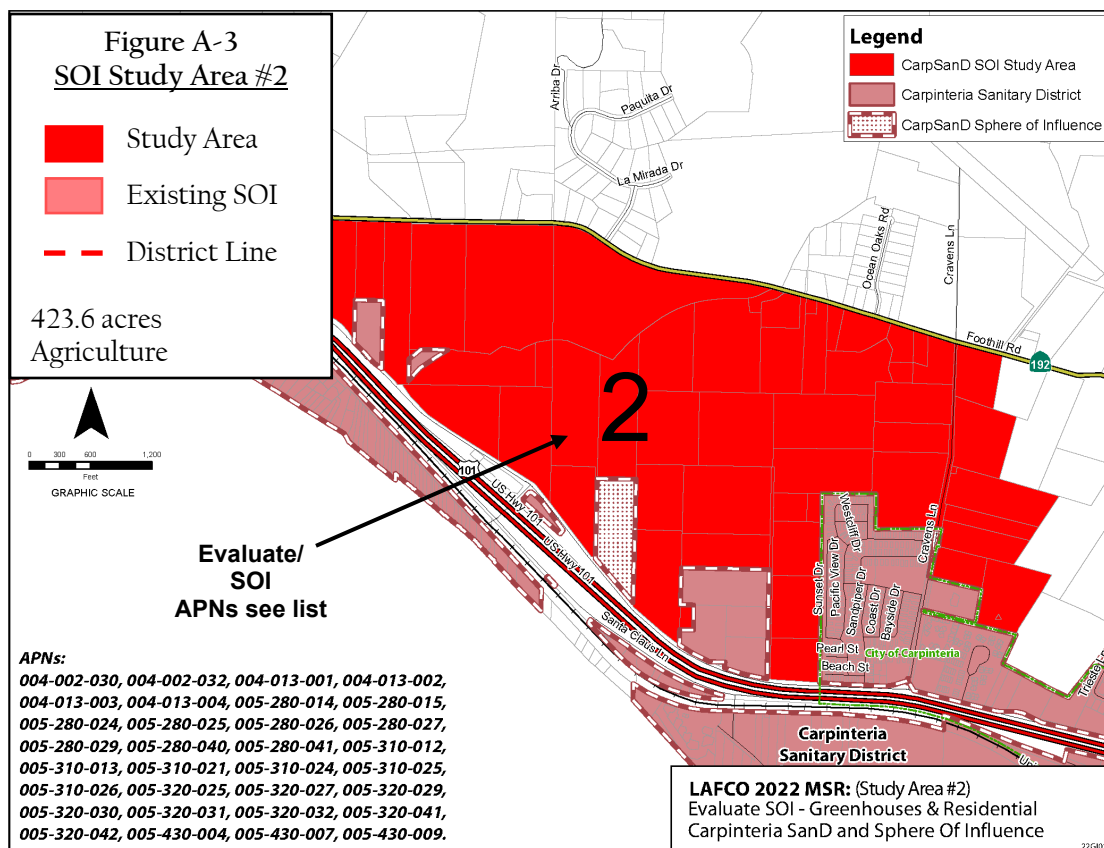 Figure A-3
SOI Study Area #2
Study Area
Existing SOI
District Line
423.6 acres
Agriculture
Legend
CarpSanD SOI Study Area
Carpinteria Sanitary District
CarpSanD Sphere of Influence
Arriba Dr
Paquita Dr
La Mirada Dr
Ocean Oaks Rd
Cravens Ln
Foothill Rd
192
0 300 600 1,200
Feet
GRAPHIC SCALE
2
101
US Hwy 101
US Hwy 101
Evaluate/
SOI
APNs see list
Santa Claus Ln
Westcliff Dr
Cravens Ln
Sunset Dr
Pacific View Dr
Sandpiper Dr
Coast Dr
Bayside Dr
Pearl St
Beach St
City of Carpinteria
Carpinteria
Sanitary District
APNs:
004-002-030, 004-002-032, 004-013-001, 004-013-002,
004-013-003, 004-013-004, 005-280-014, 005-280-015,
005-280-024, 005-280-025, 005-280-026, 005-280-027,
005-280-029, 005-280-040, 005-280-041, 005-310-012,
005-310-013, 005-310-021, 005-310-024, 005-310-025,
005-310-026, 005-320-025, 005-320-027, 005-320-029,
005-320-030, 005-320-031, 005-320-032, 005-320-041,
005-320-042, 005-430-004, 005-430-007, 005-430-009.
LAFCO 2022 MSR: (Study Area #2)
Evaluate SOI - Greenhouses & Residential
Carpinteria SanD and Sphere Of Influence